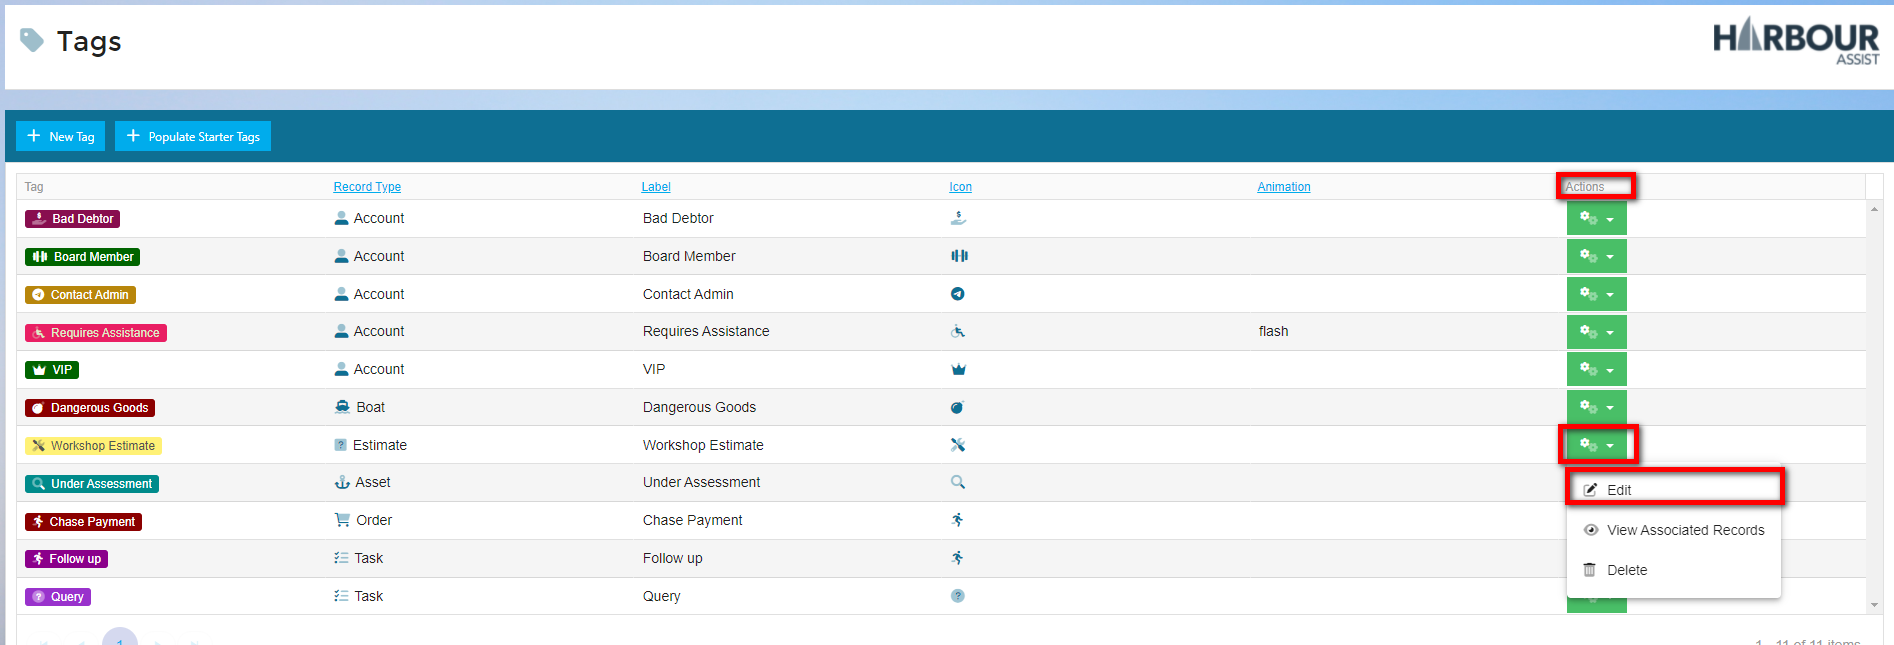 Tags
HARBOUR
ASSIST
New Tag
Populate Starter Tags
Tag Record Type Label Icon Animation Actions
Bad Debtor Account Bad Debtor
Board Member Account Board Member
Contact Admin Account Contact Admin
Requires Assistance Account Requires Assistance flash
VIP Account VIP
Dangerous Goods Boat Dangerous Goods
Workshop Estimate Estimate Workshop Estimate
Under Assessment Asset Under Assessment
Edit
Chase Payment Order Chase Payment
View Associated Records
Follow up Task Follow up
Delete
Query Task Query
1
1 - 11 of 11 items